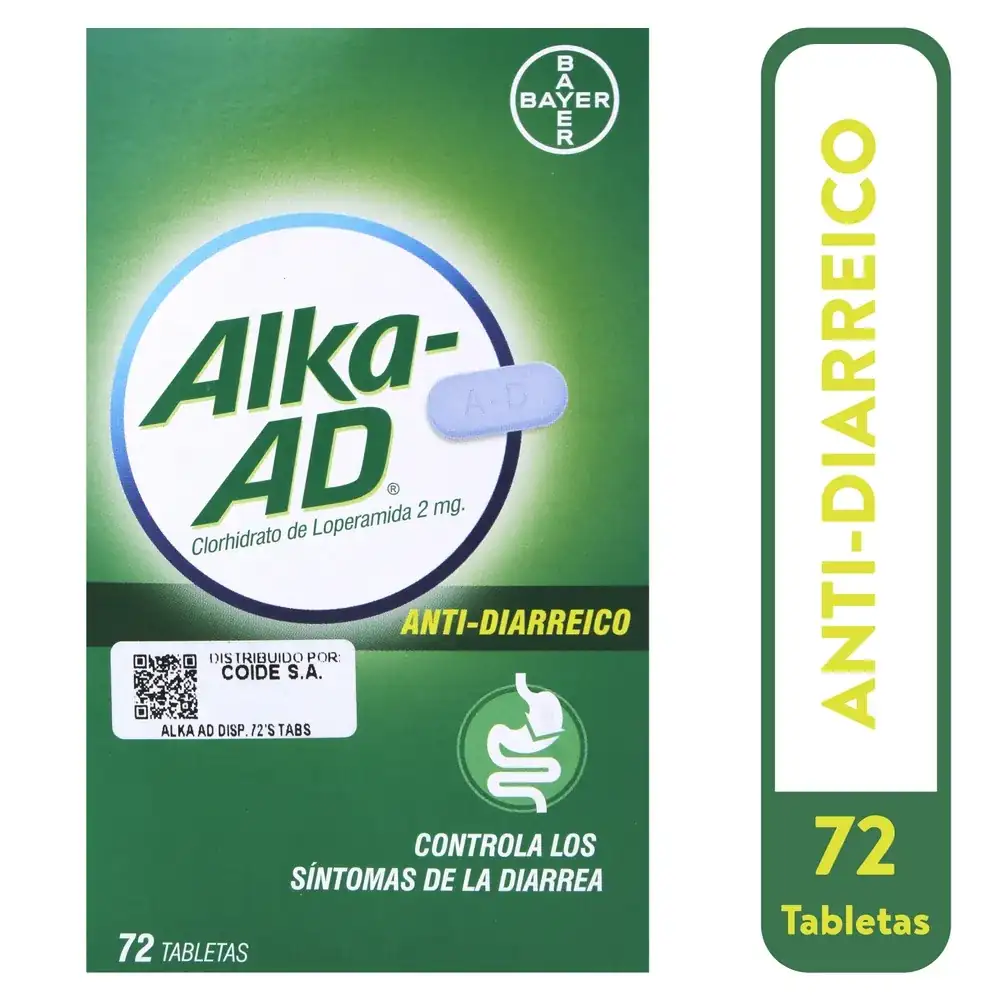 BAYER
BAYER
Alka-
AD®
A-D
Clorhidrato de Loperamida 2 mg.
ANTI-DIARREICO
DISTRIBUIDO POR:
COIDE S.A.
ALKA AD DISP. 72'S TABS
CONTROLA LOS
SÍNTOMAS DE LA DIARREA
72 TABLETAS
ANTI-DIARREICO
72
Tabletas